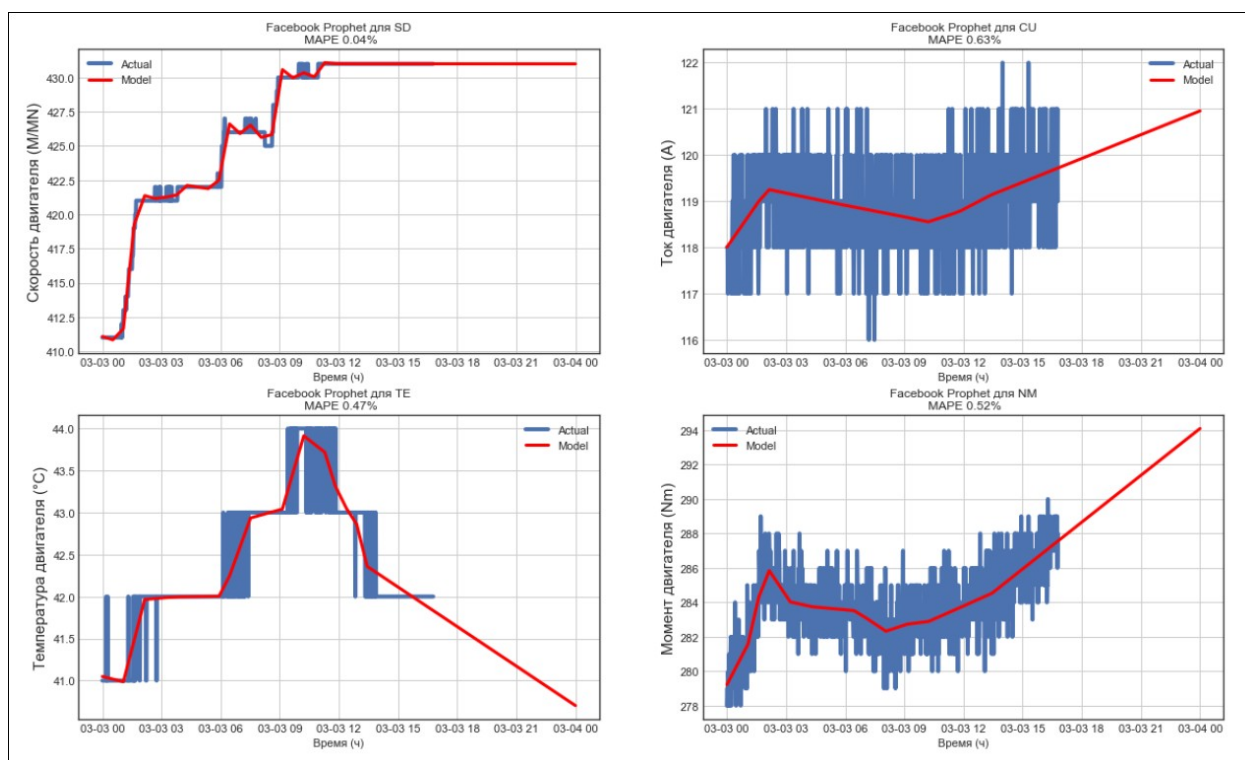 Facebook Prophet для SD
MAPE 0.04%
Actual
Model
Скорость двигателя (M/MN)
430.0
427.5
425.0
422.5
420.0
417.5
415.0
412.5
410.0
03-03 00 03-03 03 03-03 06 03-03 09 03-03 12 03-03 15 03-03 18 03-03 21 03-04 00
Время (ч)
Facebook Prophet для CU
MAPE 0.63%
Actual
Model
Ток двигателя (A)
122
121
120
119
118
117
116
03-03 00 03-03 03 03-03 06 03-03 09 03-03 12 03-03 15 03-03 18 03-03 21 03-04 00
Время (ч)
Facebook Prophet для TE
MAPE 0.47%
Actual
Model
Температура двигателя (°C)
44.0
43.5
43.0
42.5
42.0
41.5
41.0
03-03 00 03-03 03 03-03 06 03-03 09 03-03 12 03-03 15 03-03 18 03-03 21 03-04 00
Время (ч)
Facebook Prophet для NM
MAPE 0.52%
Actual
Model
Момент двигателя (Nm)
294
292
290
288
286
284
282
280
278
03-03 00 03-03 03 03-03 06 03-03 09 03-03 12 03-03 15 03-03 18 03-03 21 03-04 00
Время (ч)